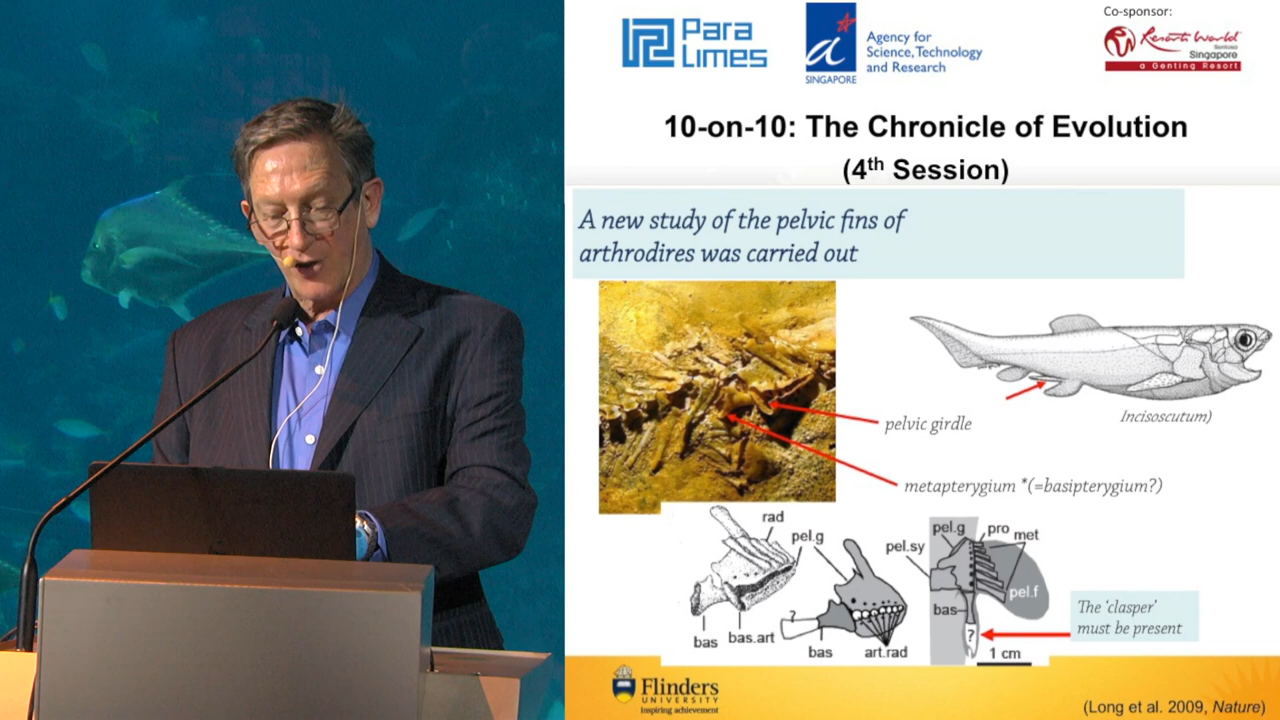 Para
Limes
SINGAPORE
Agency for
Science, Technology
and Research
Co-sponsor:
Resorts World
Sentosa
Singapore
a Genting Resort
10-on-10: The Chronicle of Evolution
(4th Session)
A new study of the pelvic fins of
arthrodires was carried out
Incisoscutum)
pelvic girdle
metapterygium *(=basipterygium?)
rad
pel.g
bas
bas.art
?
bas
art.rad
pel.sy
pel.g
pro
met
pel.f
bas
?
1 cm
The ‘clasper’
must be present
Flinders
UNIVERSITY
inspiring achievement
(Long et al. 2009, Nature)